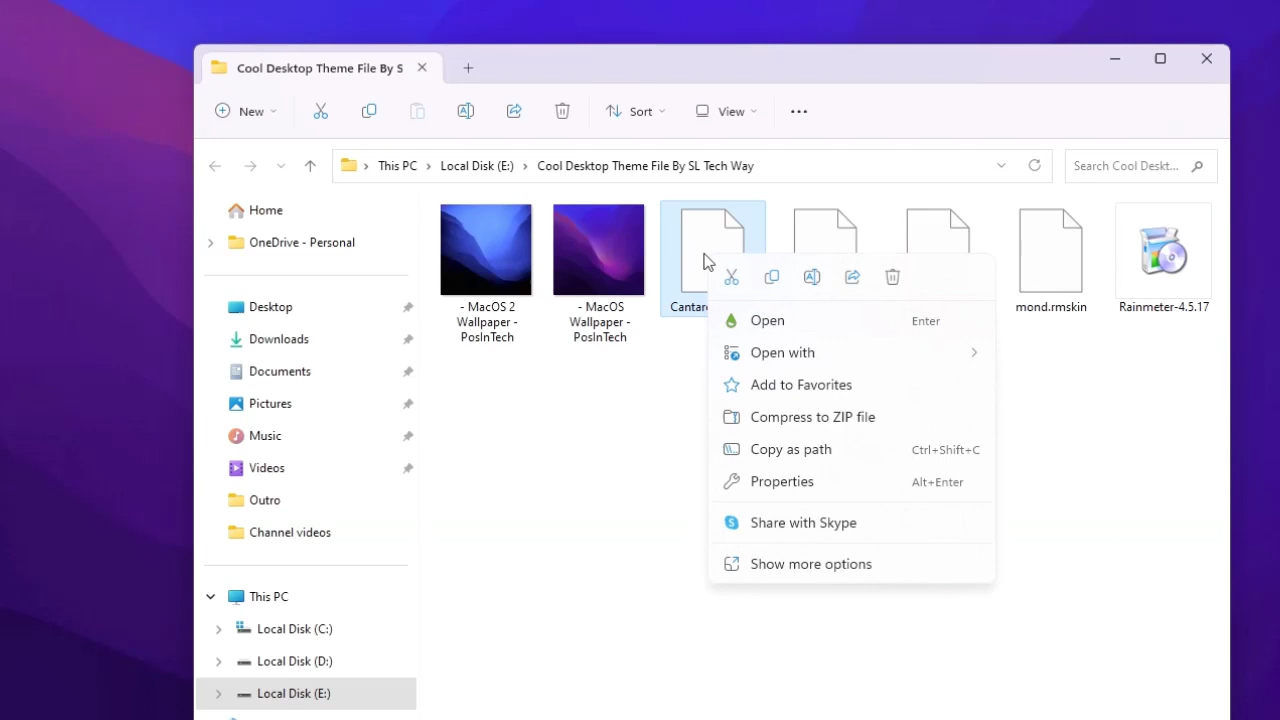 Cool Desktop Theme File By S
New
Sort
View
This PC
Local Disk (E:)
Cool Desktop Theme File By SL Tech Way
Search Cool Deskt...
Home
OneDrive - Personal
Desktop
Downloads
Documents
Pictures
Music
Videos
Outro
Channel videos
This PC
Local Disk (C:)
Local Disk (D:)
Local Disk (E:)
- MacOS 2
Wallpaper -
PosInTech
- MacOS
Wallpaper -
PosInTech
mond.rmskin
Rainmeter-4.5.17
Open Enter
Open with
Add to Favorites
Compress to ZIP file
Copy as path Ctrl+Shift+C
Properties Alt+Enter
Share with Skype
Show more options